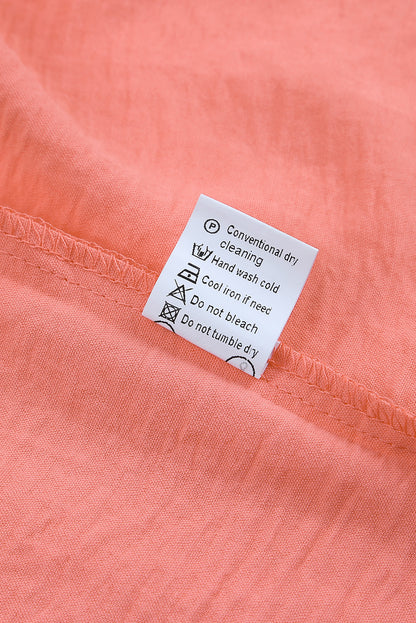 P Conventional dry
cleaning
Hand wash cold
Cool iron if need
Do not bleach
Do not tumble dry